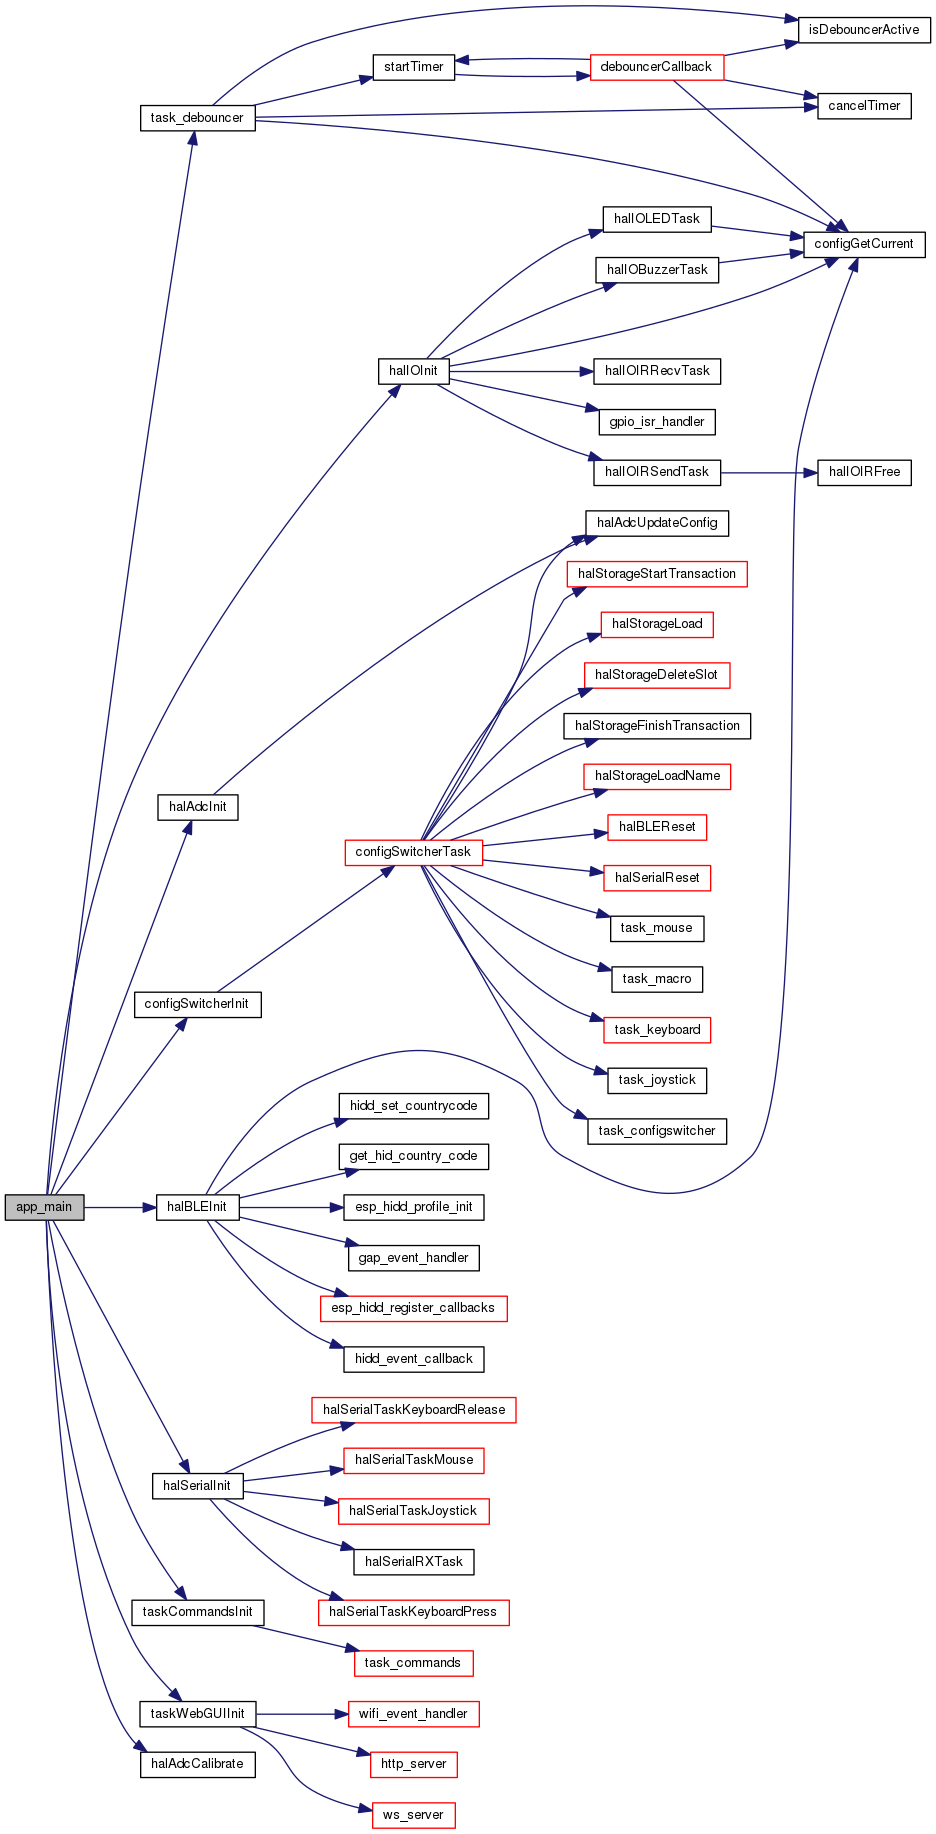 isDebouncerActive
startTimer
debouncerCallback
cancelTimer
task_debouncer
halIOLEDTask
configGetCurrent
halIOBuzzerTask
halIOInit
halIOIRRecvTask
gpio_isr_handler
halIOIRSendTask
halIOIRFree
halAdcUpdateConfig
halStorageStartTransaction
halStorageLoad
halStorageDeleteSlot
halStorageFinishTransaction
halStorageLoadName
halAdcInit
halBLEReset
configSwitcherTask
halSerialReset
task_mouse
task_macro
configSwitcherInit
task_keyboard
task_joystick
task_configswitcher
hidd_set_countrycode
get_hid_country_code
app_main
halBLEInit
esp_hidd_profile_init
gap_event_handler
esp_hidd_register_callbacks
hidd_event_callback
halSerialTaskKeyboardRelease
halSerialTaskMouse
halSerialInit
halSerialTaskJoystick
halSerialRXTask
taskCommandsInit
halSerialTaskKeyboardPress
task_commands
taskWebGUIInit
wifi_event_handler
halAdcCalibrate
http_server
ws_server